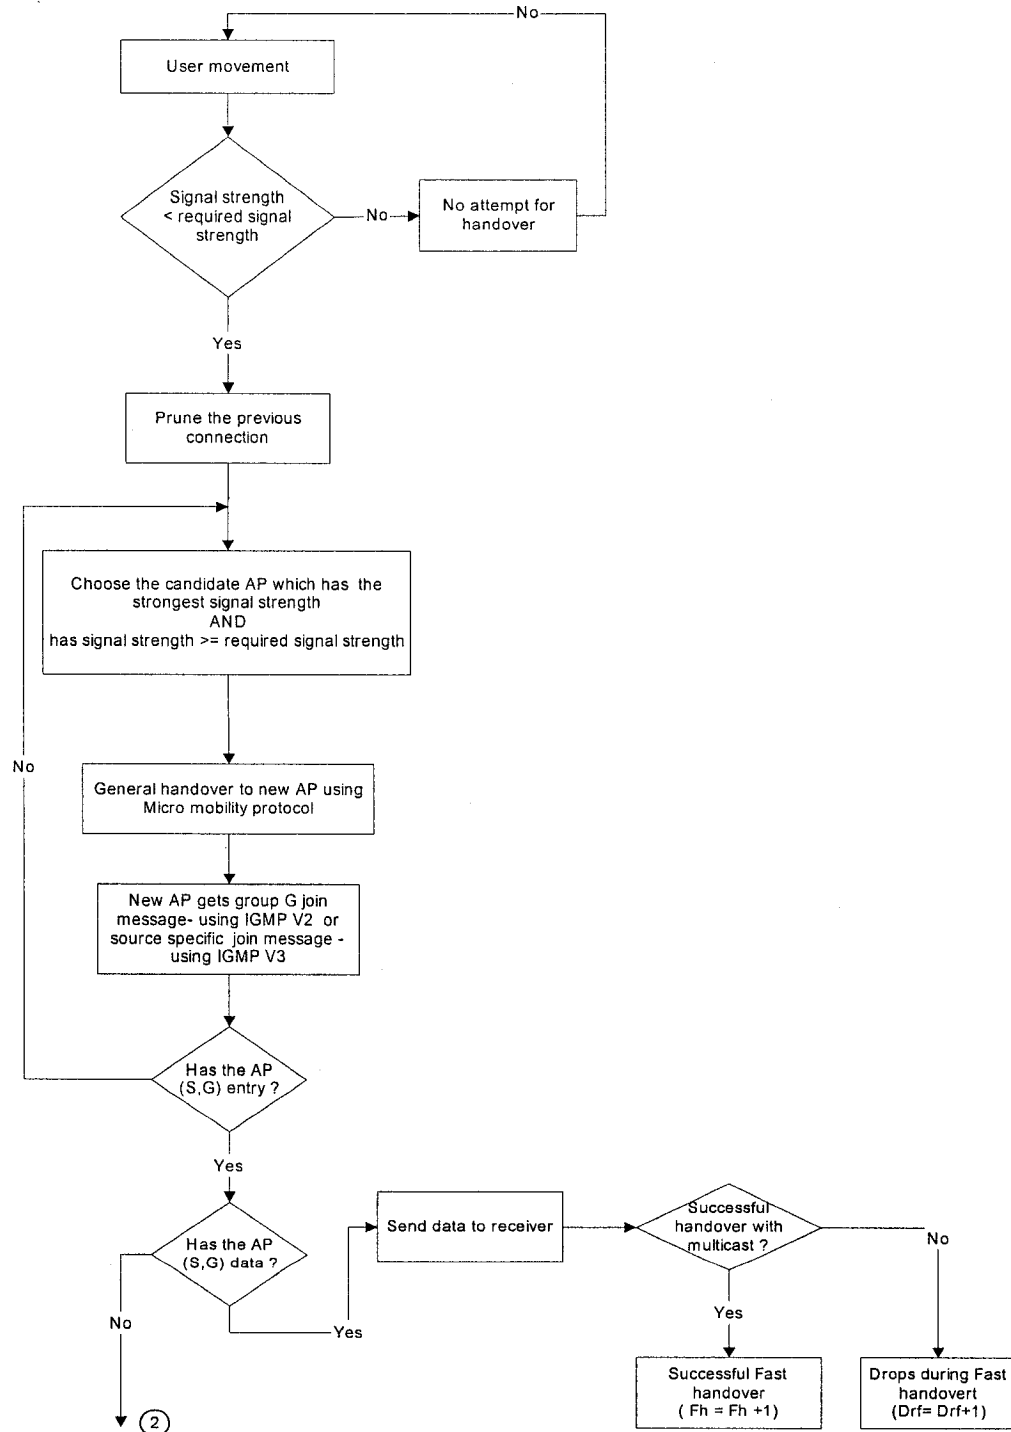 No
User movement
Signal strength
< required signal
strength
No
No attempt for
handover
Yes
Prune the previous
connection
Choose the candidate AP which has the
strongest signal strength
AND
has signal strength >= required signal strength
No
General handover to new AP using
Micro mobility protocol
New AP gets group G join
message- using IGMP V2 or
source specific join message -
using IGMP V3
Has the AP
(S,G) entry ?
Yes
Has the AP
(S,G) data ?
Send data to receiver
Successful
handover with
multicast ?
No
No
Yes
Yes
Successful Fast
handover
( Fh = Fh +1)
Drops during Fast
handovert
(Drf= Drf+1)
2